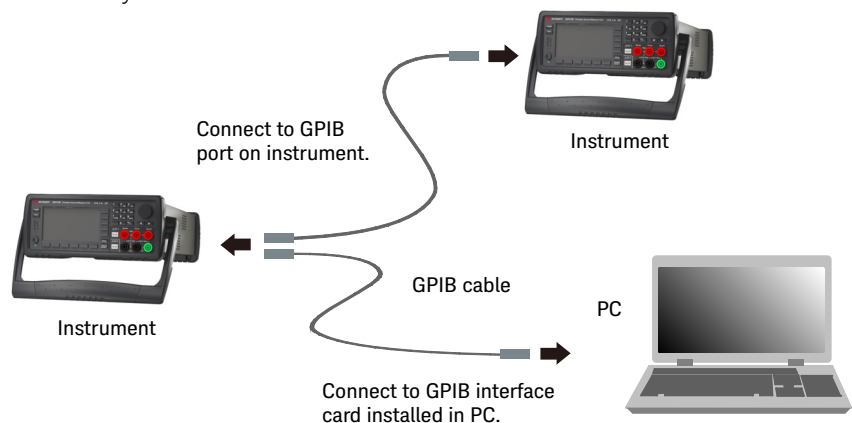 Instrument
Connect to GPIB
port on instrument.
Instrument
GPIB cable
PC
Connect to GPIB interface
card installed in PC.